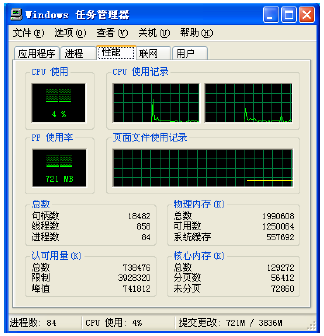 Windows 任务管理器
文件(F) 选项(O) 查看(V) 关机(U) 帮助(H)
应用程序 进程 性能 联网 用户
CPU 使用 CPU 使用记录
4 %
PF 使用率 页面文件使用记录
721 MB
总数 物理内存(K)
句柄数 18482 总数 1990608
线程数 858 可用数 1250064
进程数 84 系统缓存 557692
认可用量(K) 核心内存(K)
总数 738476 总数 129272
限制 3928320 分页数 56412
峰值 741812 未分页 72860
进程数: 84 CPU 使用: 4% 提交更改: 721M / 3836M